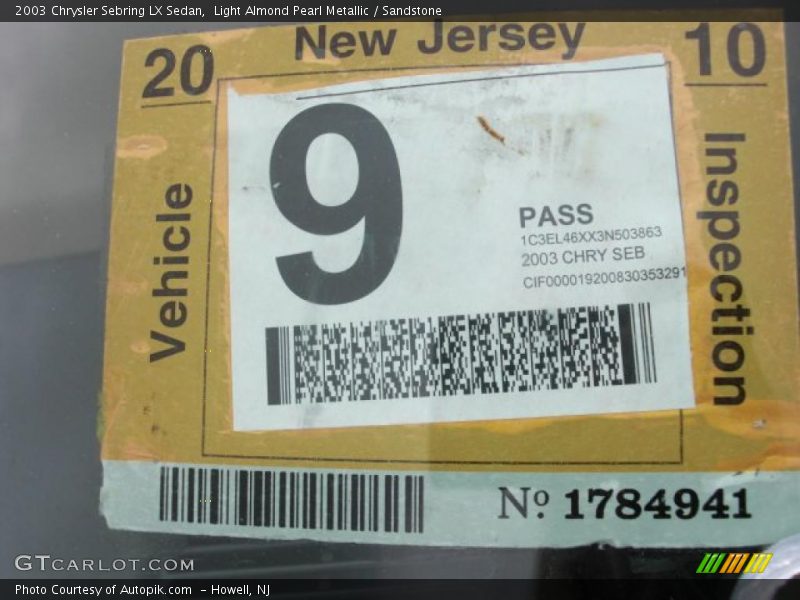 2003 Chrysler Sebring LX Sedan,  Light Almond Pearl Metallic / Sandstone
20 New Jersey 10
Vehicle
9
PASS
1C3EL46XX3N503863
2003 CHRY SEB
CIF000019200830353291
Inspection
Nº 1784941
GTCARLOT.COM
Photo Courtesy of Autopik.com  - Howell, NJ